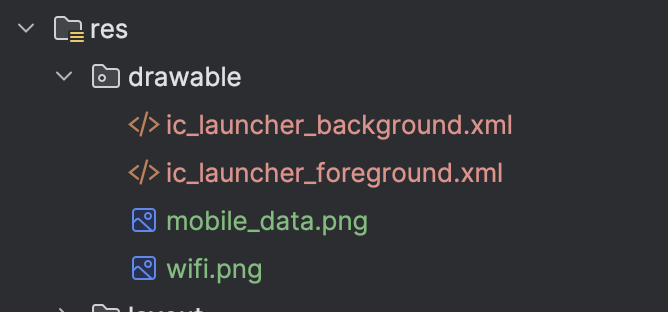 res
drawable
ic_launcher_background.xml
ic_launcher_foreground.xml
mobile_data.png
wifi.png